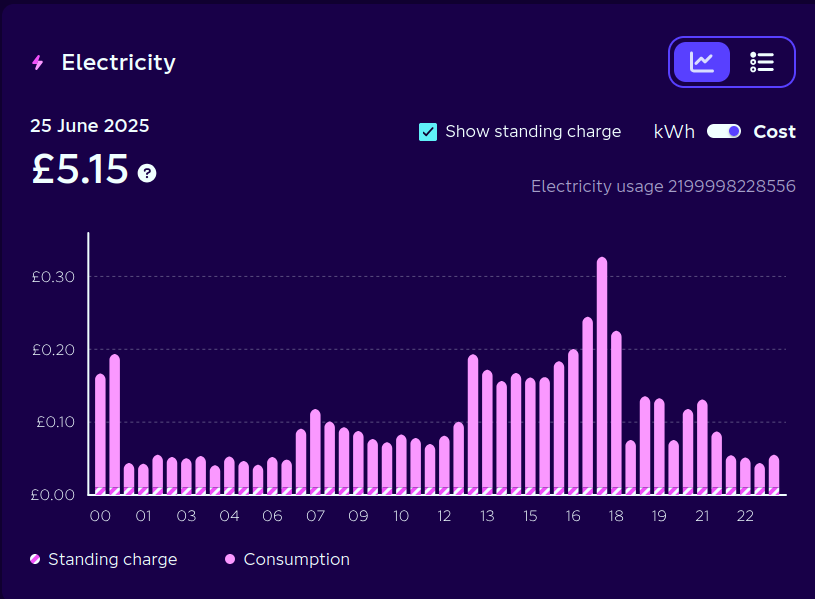 Electricity
25 June 2025
Show standing charge
kWh
Cost
£5.15 ?
Electricity usage 2199998228556
£0.30
£0.20
£0.10
£0.00
00 01 03 04 06 07 09 10 12 13 15 16 18 19 21 22
Standing charge
Consumption